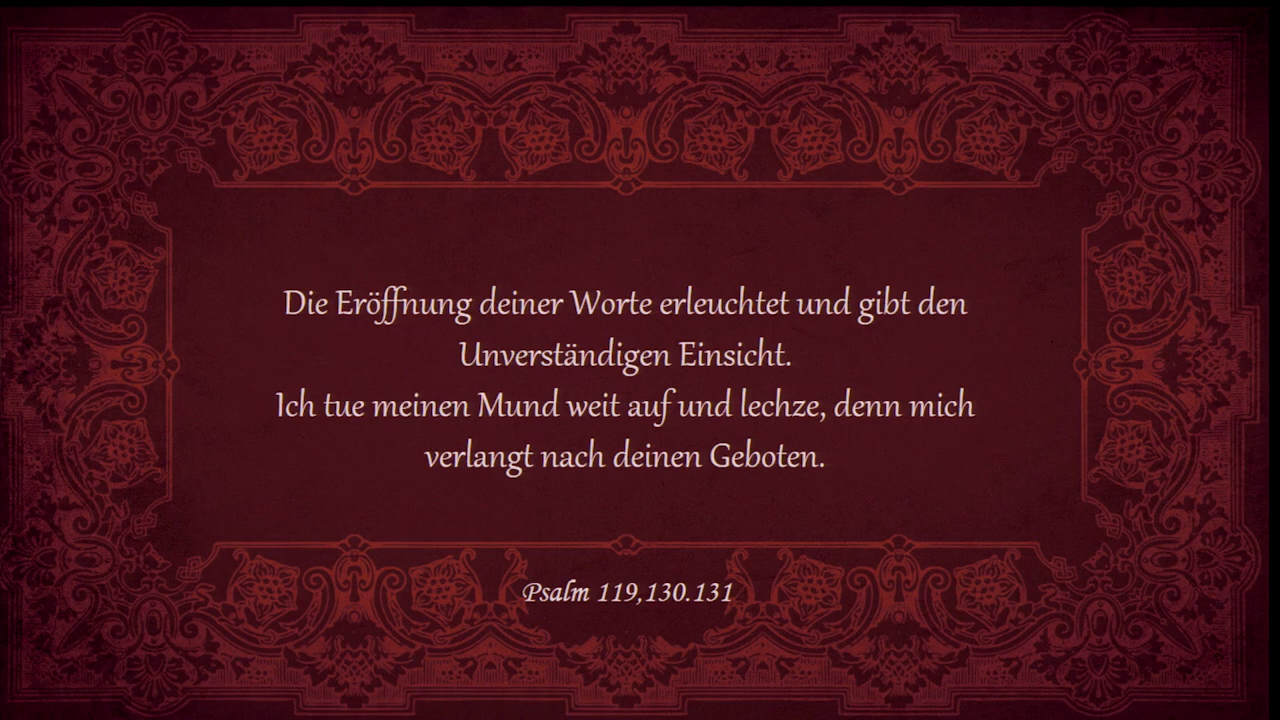 Die Eröffnung deiner Worte erleuchtet und gibt den
Unverständigen Einsicht.
Ich tue meinen Mund weit auf und lechze, denn mich
verlangt nach deinen Geboten.
Psalm 119,130.131